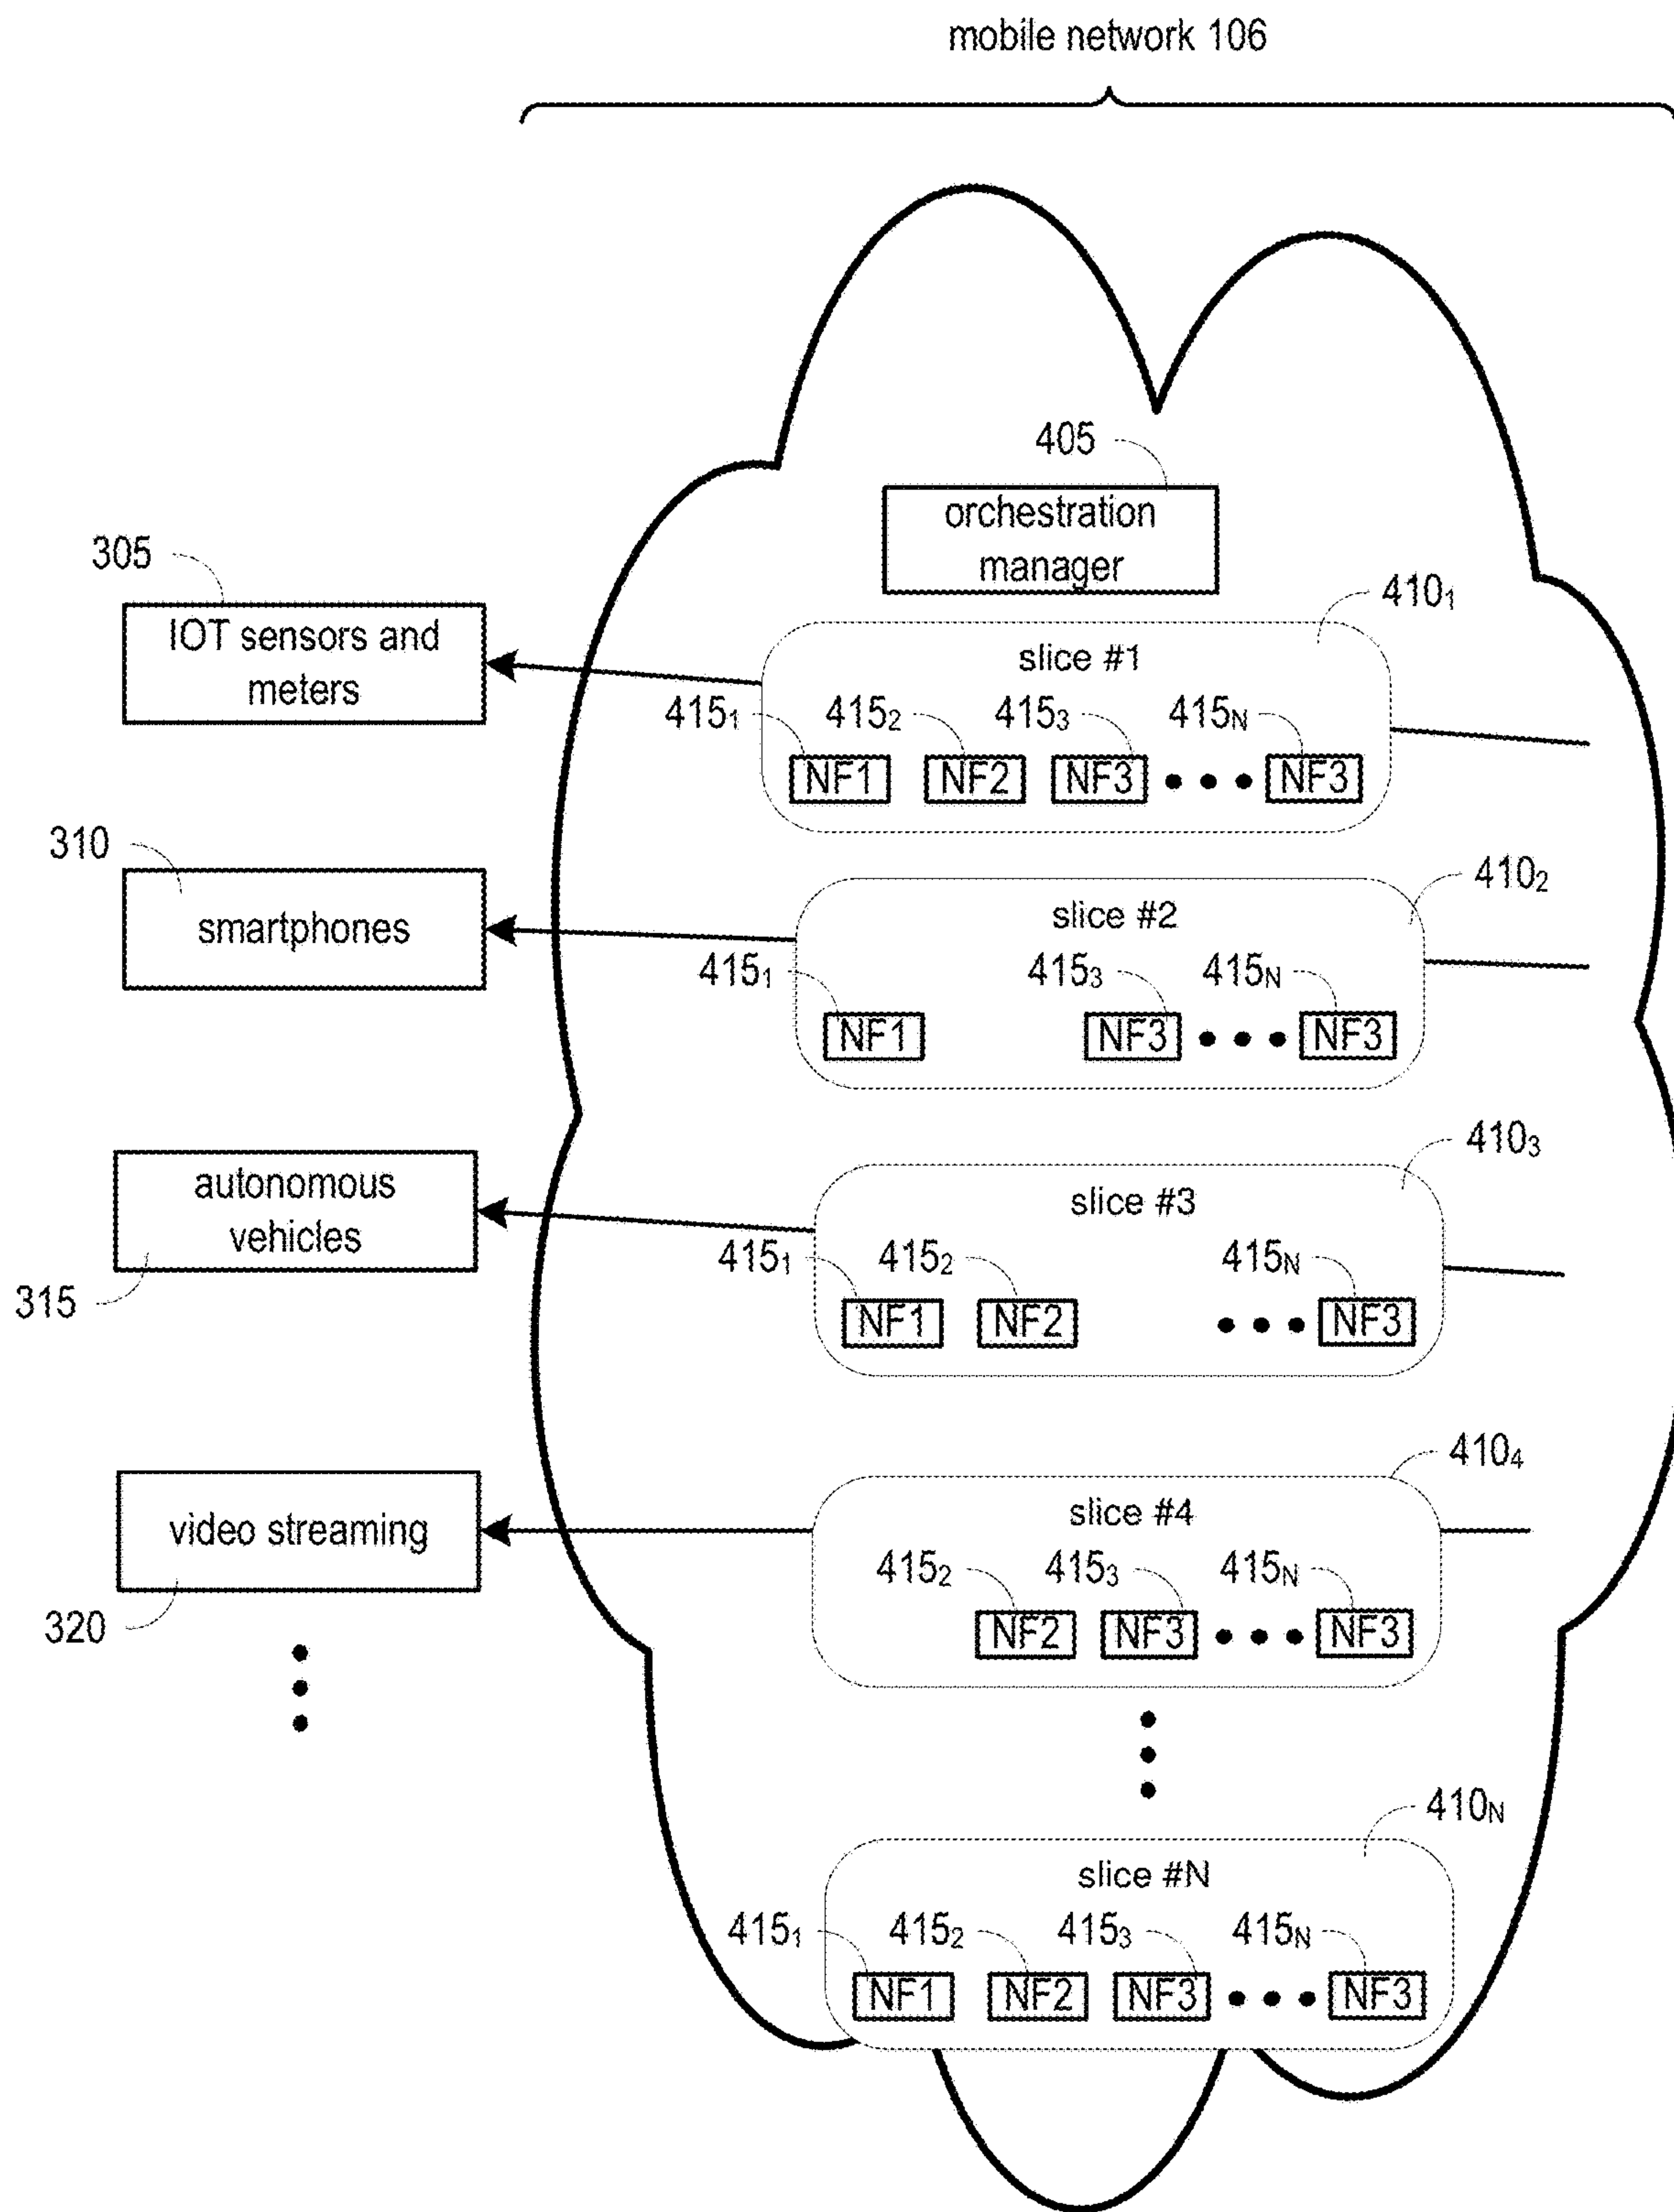 mobile network 106
405
orchestration
manager
305
IOT sensors and
meters
410₁
slice #1
415₁ 415₂ 415₃ 415N
NF1 NF2 NF3 • • • NF3
310
smartphones
410₂
slice #2
415₁ 415₃ 415N
NF1 NF3 • • • NF3
autonomous
vehicles
315
410₃
slice #3
415₁ 415₂ 415N
NF1 NF2 • • • NF3
video streaming
320
410₄
slice #4
415₂ 415₃ 415N
NF2 NF3 • • • NF3
410N
slice #N
415₁ 415₂ 415₃ 415N
NF1 NF2 NF3 • • • NF3